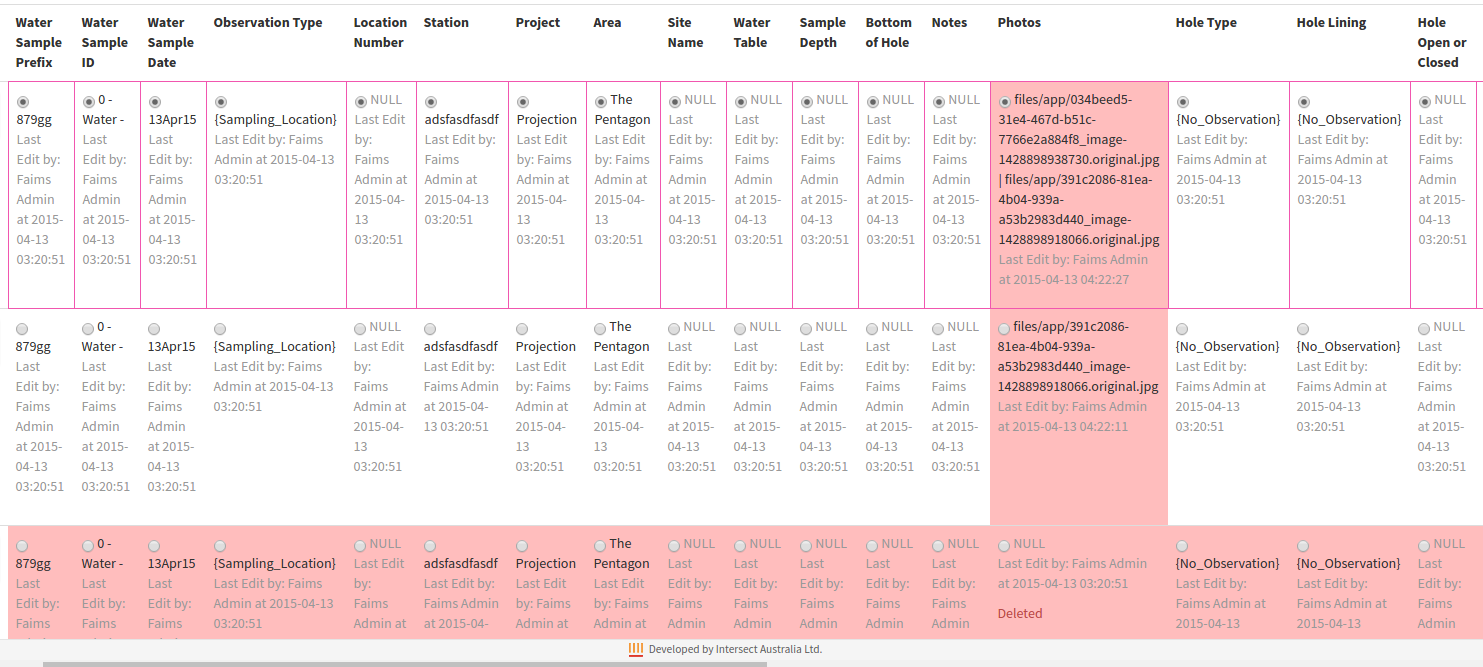 Water
Sample
Prefix
Water
Sample
ID
Water
Sample
Date
Observation Type
Location
Number
Station
Project
Area
Site
Name
Water
Table
Sample
Depth
Bottom
of Hole
Notes
Photos
Hole Type
Hole Lining
Hole
Open or
Closed
879gg
Last
Edit by:
Faims
Admin
at 2015-
04-13
03:20:51
0 -
Water -
Last
Edit by:
Faims
Admin
at 2015-
04-13
03:20:51
13Apr15
Last
Edit by:
Faims
Admin
at 2015-
04-13
03:20:51
{Sampling_Location}
Last Edit by: Faims
Admin at 2015-04-13
03:20:51
NULL
Last Edit
by:
Faims
Admin at
2015-04-
13
03:20:51
adsfasdfasdf
Last Edit by:
Faims Admin
at 2015-04-
13 03:20:51
Projection
Last Edit
by: Faims
Admin at
2015-04-
13
03:20:51
The
Pentagon
Last Edit
by: Faims
Admin at
2015-04-
13
03:20:51
NULL
Last
Edit by:
Faims
Admin
at 2015-
04-13
03:20:51
NULL
Last
Edit by:
Faims
Admin
at 2015-
04-13
03:20:51
NULL
Last
Edit by:
Faims
Admin
at 2015-
04-13
03:20:51
NULL
Last
Edit by:
Faims
Admin
at 2015-
04-13
03:20:51
NULL
Last
Edit by:
Faims
Admin
at 2015-
04-13
03:20:51
files/app/034beed5-
31e4-467d-b51c-
7766e2a884f8_image-
1428898938730.original.jpg
| files/app/391c2086-81ea-
4b04-939a-
a53b2983d440_image-
1428898918066.original.jpg
Last Edit by: Faims Admin
at 2015-04-13 04:22:27
{No_Observation}
Last Edit by:
Faims Admin at
2015-04-13
03:20:51
{No_Observation}
Last Edit by:
Faims Admin at
2015-04-13
03:20:51
NULL
Last
Edit by:
Faims
Admin
at 2015-
04-13
03:20:51
879gg
Last
Edit by:
Faims
Admin
at 2015-
04-13
03:20:51
0 -
Water -
Last
Edit by:
Faims
Admin
at 2015-
04-13
03:20:51
13Apr15
Last
Edit by:
Faims
Admin
at 2015-
04-13
03:20:51
{Sampling_Location}
Last Edit by: Faims
Admin at 2015-04-13
03:20:51
NULL
Last Edit
by:
Faims
Admin at
2015-04-
13
03:20:51
adsfasdfasdf
Last Edit by:
Faims Admin
at 2015-04-
13 03:20:51
Projection
Last Edit
by: Faims
Admin at
2015-04-
13
03:20:51
The
Pentagon
Last Edit
by: Faims
Admin at
2015-04-
13
03:20:51
NULL
Last
Edit by:
Faims
Admin
at 2015-
04-13
03:20:51
NULL
Last
Edit by:
Faims
Admin
at 2015-
04-13
03:20:51
NULL
Last
Edit by:
Faims
Admin
at 2015-
04-13
03:20:51
NULL
Last
Edit by:
Faims
Admin
at 2015-
04-13
03:20:51
NULL
Last
Edit by:
Faims
Admin
at 2015-
04-13
03:20:51
files/app/391c2086-
81ea-4b04-939a-
a53b2983d440_image-
1428898918066.original.jpg
Last Edit by: Faims Admin
at 2015-04-13 04:22:11
{No_Observation}
Last Edit by:
Faims Admin at
2015-04-13
03:20:51
{No_Observation}
Last Edit by:
Faims Admin at
2015-04-13
03:20:51
NULL
Last
Edit by:
Faims
Admin
at 2015-
04-13
03:20:51
879gg
Last
Edit by:
Faims
0 -
Water -
Last
Edit by:
Faims
13Apr15
Last
Edit by:
Faims
{Sampling_Location}
Last Edit by: Faims
Admin at 2015-04-13
03:20:51
NULL
Last Edit
by:
Faims
Admin at
adsfasdfasdf
Last Edit by:
Faims Admin
at 2015-04-
Projection
Last Edit
by: Faims
Admin at
The
Pentagon
Last Edit
by: Faims
Admin at
NULL
Last
Edit by:
Faims
Admin
NULL
Last
Edit by:
Faims
Admin
NULL
Last
Edit by:
Faims
Admin
NULL
Last
Edit by:
Faims
Admin
NULL
Last
Edit by:
Faims
Admin
NULL
Last Edit by: Faims Admin
at 2015-04-13 03:20:51
Deleted
{No_Observation}
Last Edit by:
Faims Admin at
2015-04-13
{No_Observation}
Last Edit by:
Faims Admin at
2015-04-13
NULL
Last
Edit by:
Faims
Admin
Developed by Intersect Australia Ltd.